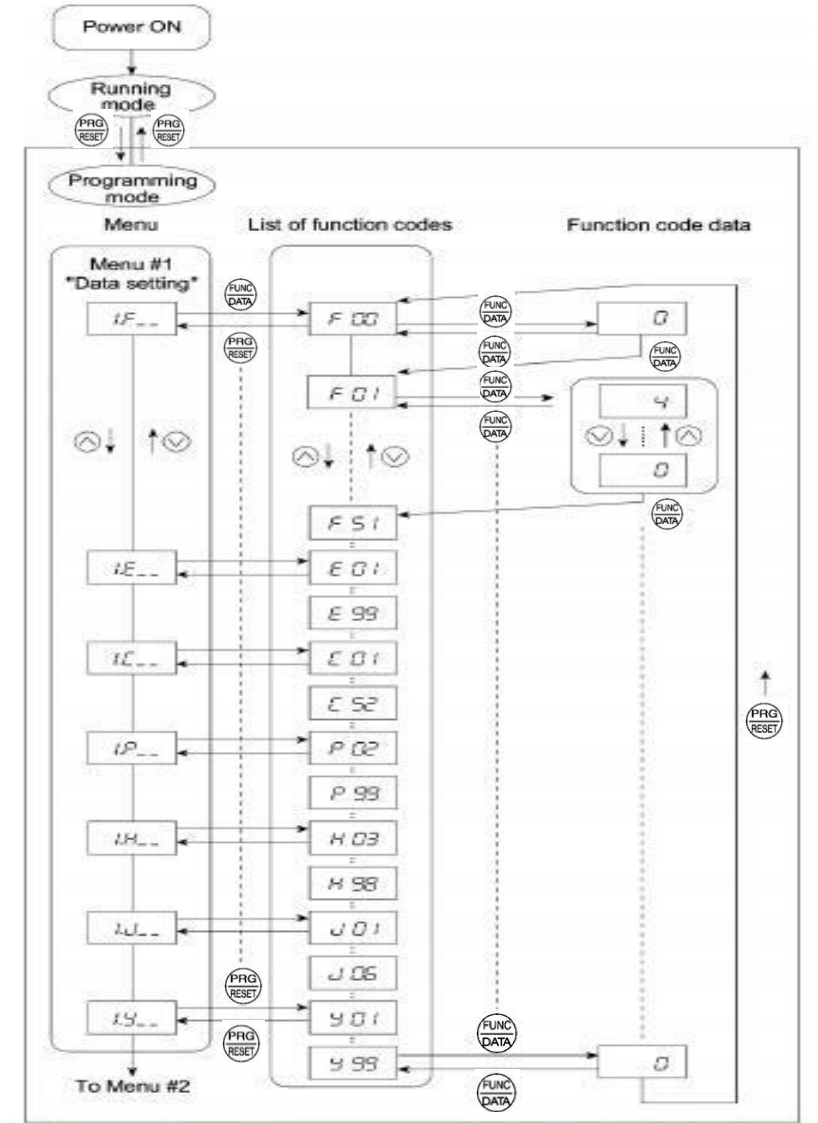 Power ON
Running
mode
PRG
RESET
PRG
RESET
Programming
mode
Menu
List of function codes
Function code data
Menu #1
"Data setting"
FUNC
DATA
1.F__
F 00
FUNC
DATA
0
PRG
RESET
FUNC
DATA
FUNC
DATA
F 01
FUNC
DATA
4
FUNC
DATA
0
F 51
FUNC
DATA
1.E__
E 01
E 99
1.C__
C 01
C 52
1.P__
P 02
P 99
PRG
RESET
1.H__
H 03
H 98
1.J__
J 01
J 06
PRG
RESET
1.y__
y 01
FUNC
DATA
PRG
RESET
y 99
0
To Menu #2
FUNC
DATA